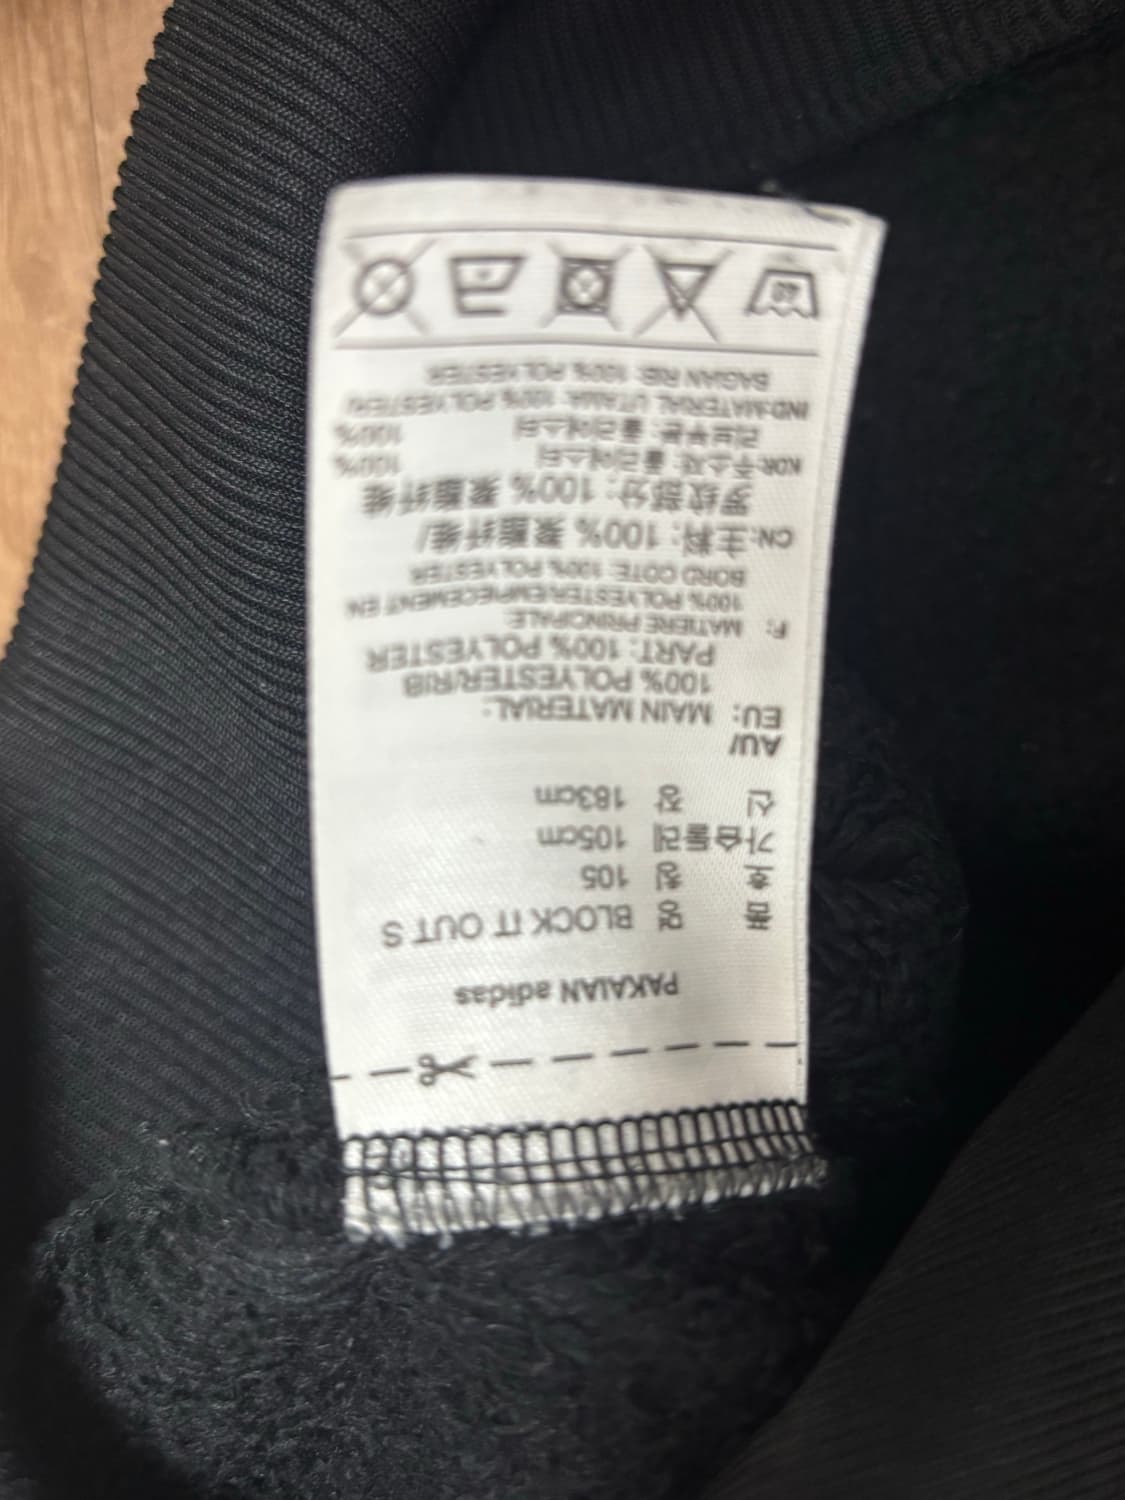 PAKAIAN adidas
품 명 BLOCK IT OUT S
호 칭 105
가슴둘레 105cm
신 장 183cm
AU/
EU: MAIN MATERIAL:
100% POLYESTER/RIB
PART: 100% POLYESTER
F: MATIERE PRINCIPALE:
100% POLYESTER/EMPIECEMENT EN
BORD COTE: 100% POLYESTER
CN:主料: 100% 聚酯纤维/
罗纹部分: 100% 聚酯纤维
KOR:주소재: 폴리에스터 100%
리브부분: 폴리에스터 100%
IND:MATERIAL UTAMA: 100% POLYESTER/
BAGIAN RIB: 100% POLYESTER
40